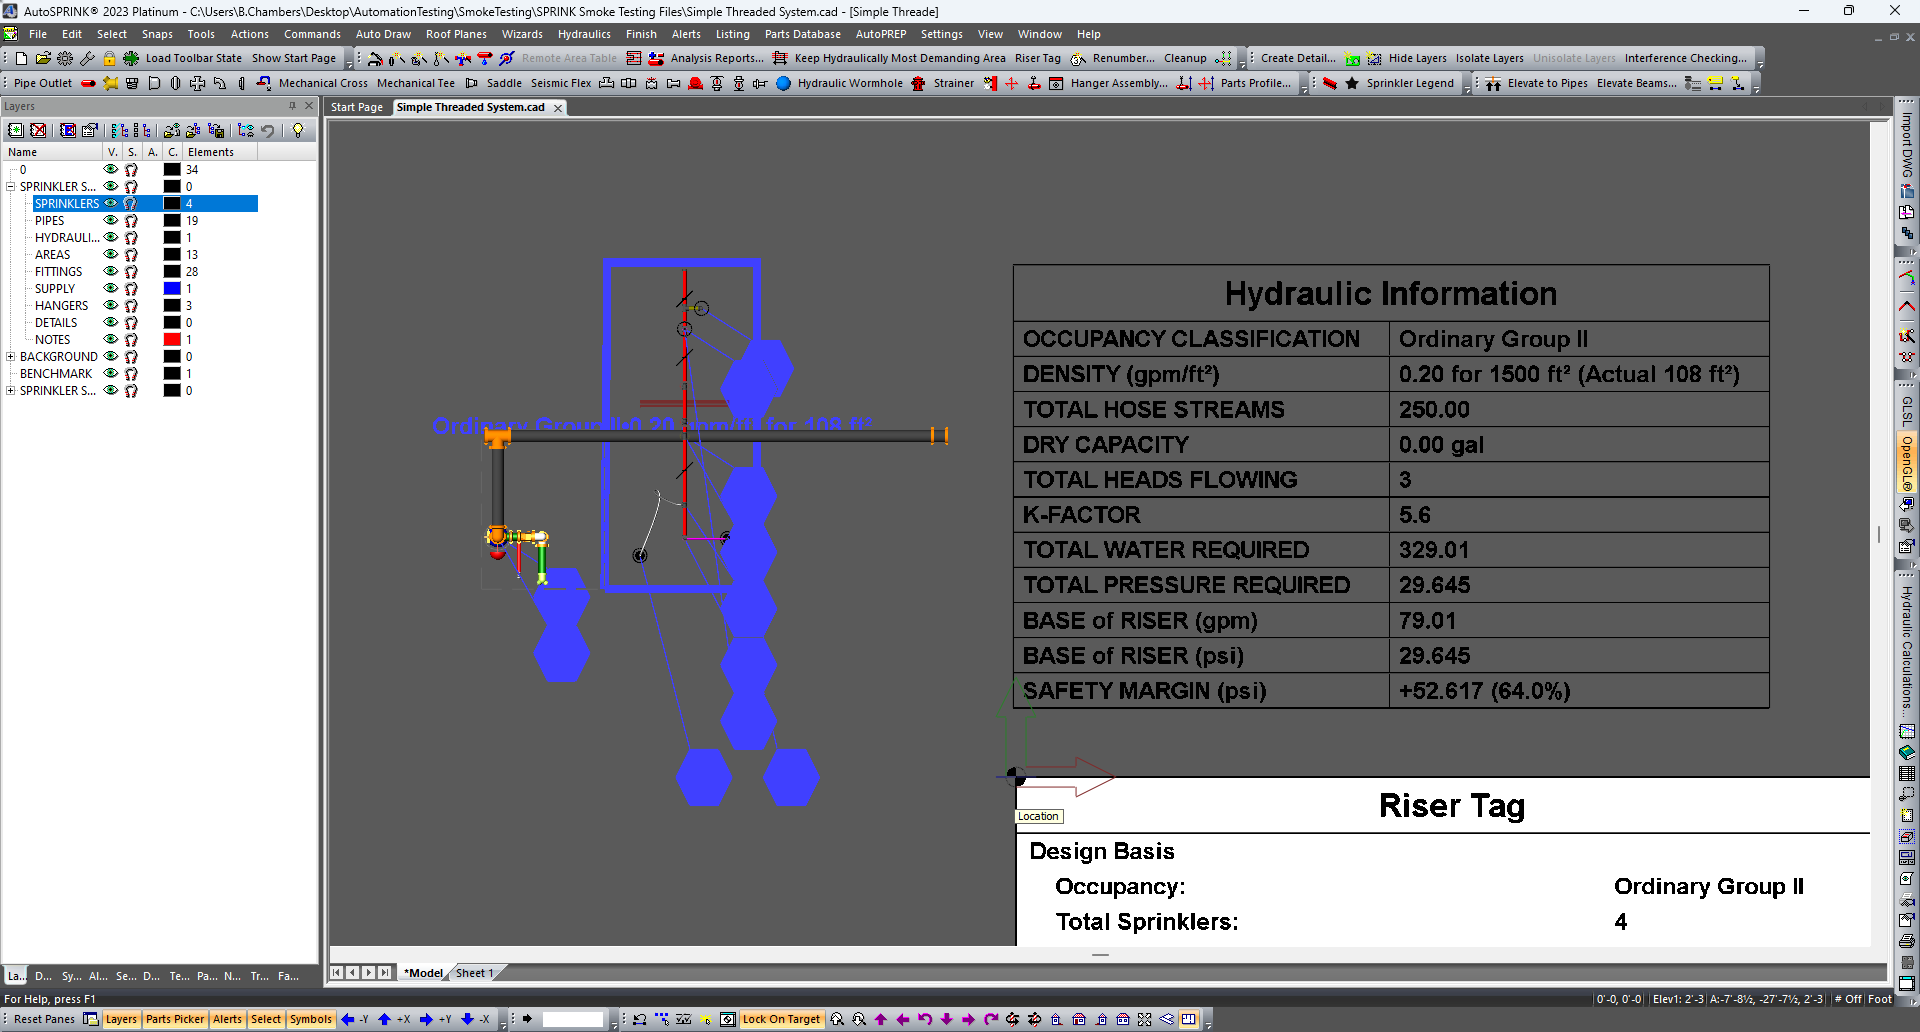 AutoSPRINK® 2023 Platinum - C:\Users\B.Chambers\Desktop\AutomationTesting\SmokeTesting\SPRINK Smoke Testing Files\Simple Threaded System.cad - [Simple Threade]
File Edit Select Snaps Tools Actions Commands Auto Draw Roof Planes Wizards Hydraulics Finish Alerts Listing Parts Database AutoPREP Settings View Window Help
Load Toolbar State Show Start Page Remote Area Table Analysis Reports... Keep Hydraulically Most Demanding Area Riser Tag Renumber... Cleanup Create Detail... Hide Layers Isolate Layers Unisolate Layers Interference Checking...
Pipe Outlet Mechanical Cross Mechanical Tee Saddle Seismic Flex Hydraulic Wormhole Strainer Insert Riser Hanger Assembly... Parts Profile... Sprinkler Legend Elevate to Pipes Elevate Beams...
Layers
Start Page Simple Threaded System.cad
Name V. S. A. C. Elements
0 34
SPRINKLER S... 0
SPRINKLERS 4
PIPES 19
HYDRAULI... 1
AREAS 13
FITTINGS 28
SUPPLY 1
HANGERS 3
DETAILS 0
NOTES 1
BACKGROUND 0
BENCHMARK 1
SPRINKLER S... 0
Hydraulic Information
OCCUPANCY CLASSIFICATION Ordinary Group II
DENSITY (gpm/ft²) 0.20 for 1500 ft² (Actual 108 ft²)
TOTAL HOSE STREAMS 250.00
DRY CAPACITY 0.00 gal
TOTAL HEADS FLOWING 3
K-FACTOR 5.6
TOTAL WATER REQUIRED 329.01
TOTAL PRESSURE REQUIRED 29.645
BASE of RISER (gpm) 79.01
BASE of RISER (psi) 29.645
SAFETY MARGIN (psi) +52.617 (64.0%)
Ordinary Group II 0.20 gpm/ft² for 108 ft²
Location
Riser Tag
Design Basis
Occupancy: Ordinary Group II
Total Sprinklers: 4
Import DWG
GLSL
OpenGL®
Hydraulic Calculations...
La... D... Sy... Al... Se... D... Te... Pa... N... Tr... Fa...
*Model Sheet 1
For Help, press F1
0'-0, 0'-0 Elev1: 2'-3 A:-7'-8½, -27'-7½, 2'-3 # Off Foot
Reset Panes Layers Parts Picker Alerts Select Symbols -Y +X +Y -X Lock On Target